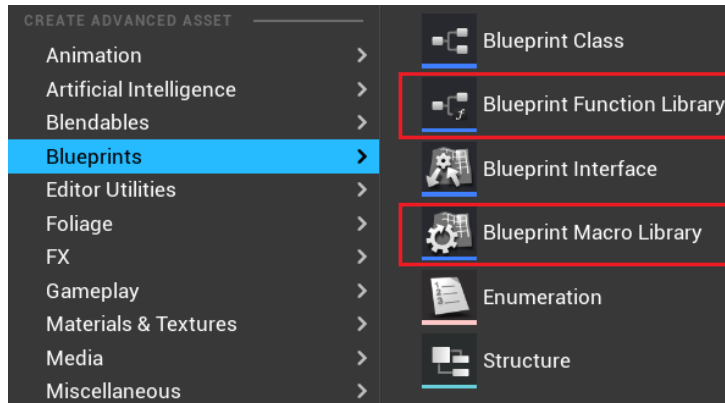 CREATE ADVANCED ASSET
Animation
Artificial Intelligence
Blendables
Blueprints
Editor Utilities
Foliage
FX
Gameplay
Materials & Textures
Media
Miscellaneous
Blueprint Class
Blueprint Function Library
Blueprint Interface
Blueprint Macro Library
Enumeration
Structure